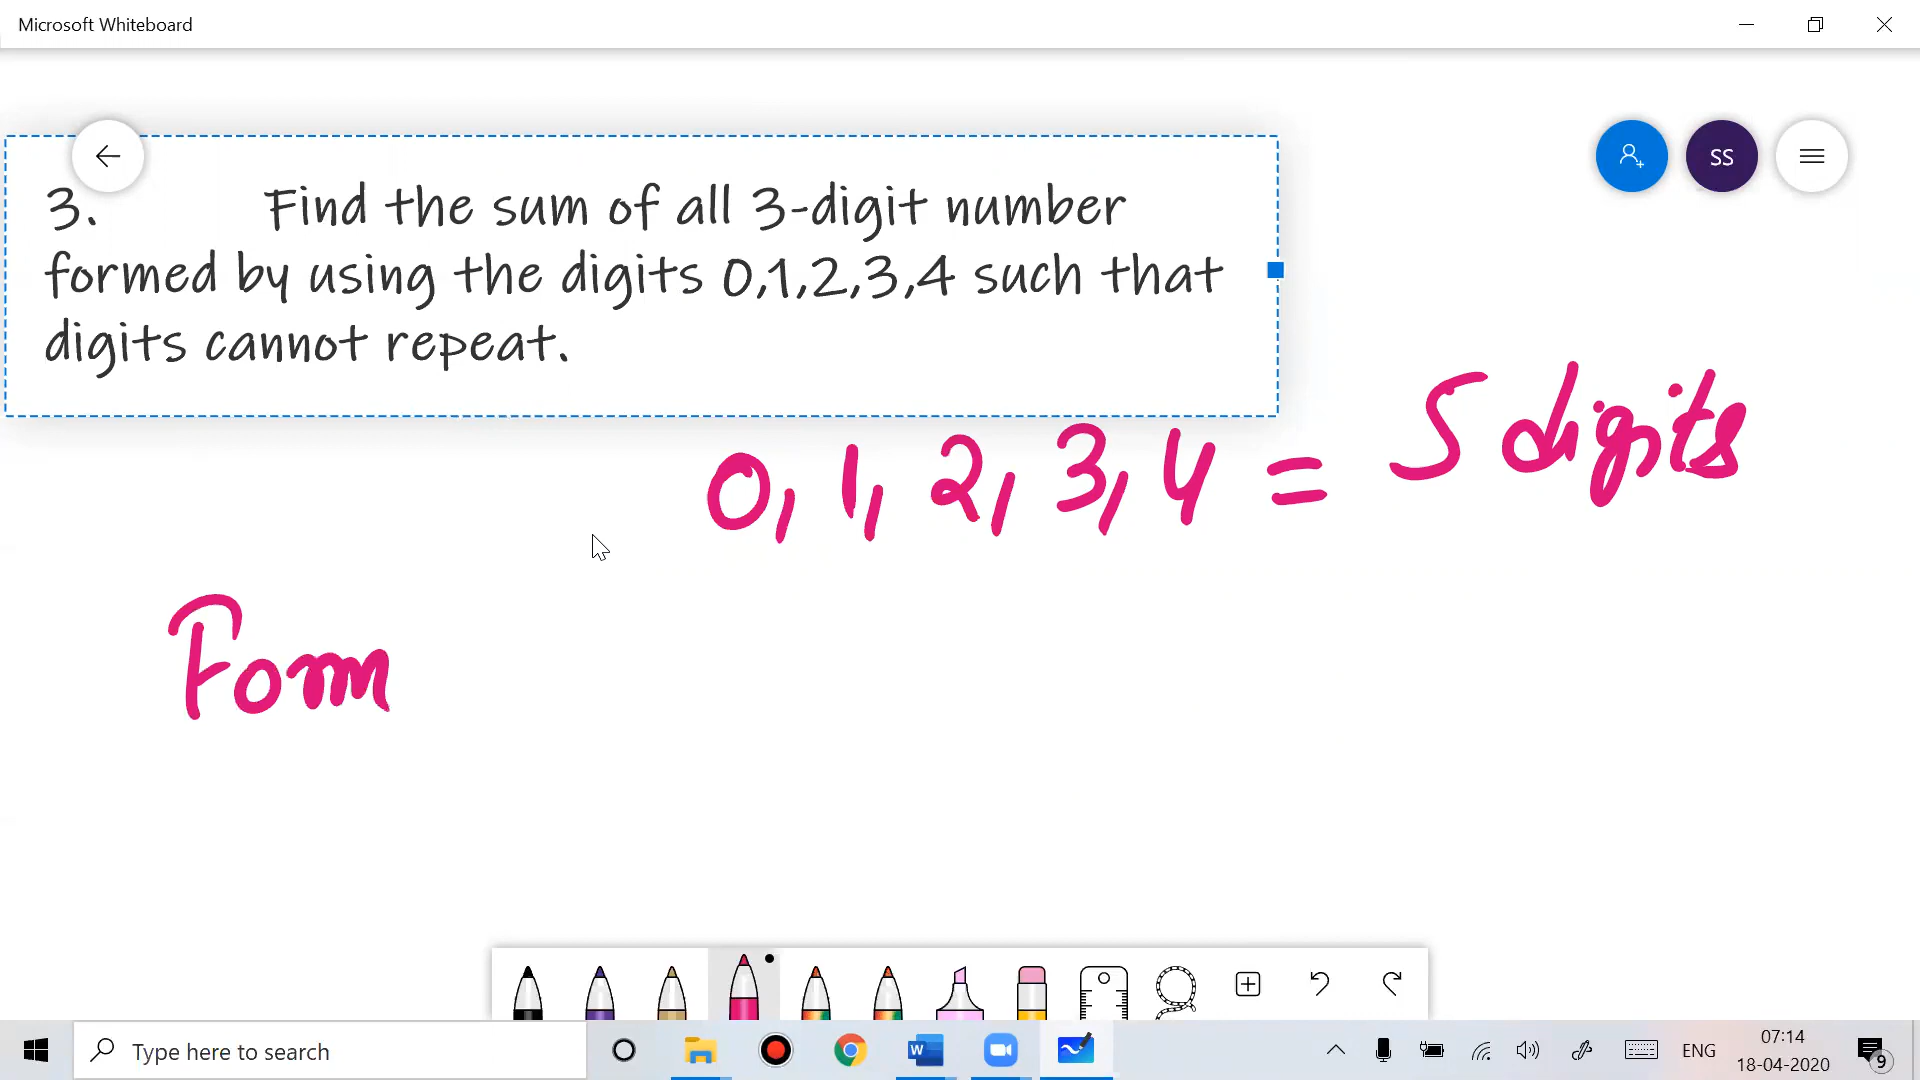 Microsoft Whiteboard
SS
3. Find the sum of all 3-digit number
formed by using the digits 0,1,2,3,4 such that
digits cannot repeat.
0, 1, 2, 3, 4 = 5 digits
Form
Type here to search
W
ENG
07:14
18-04-2020
9